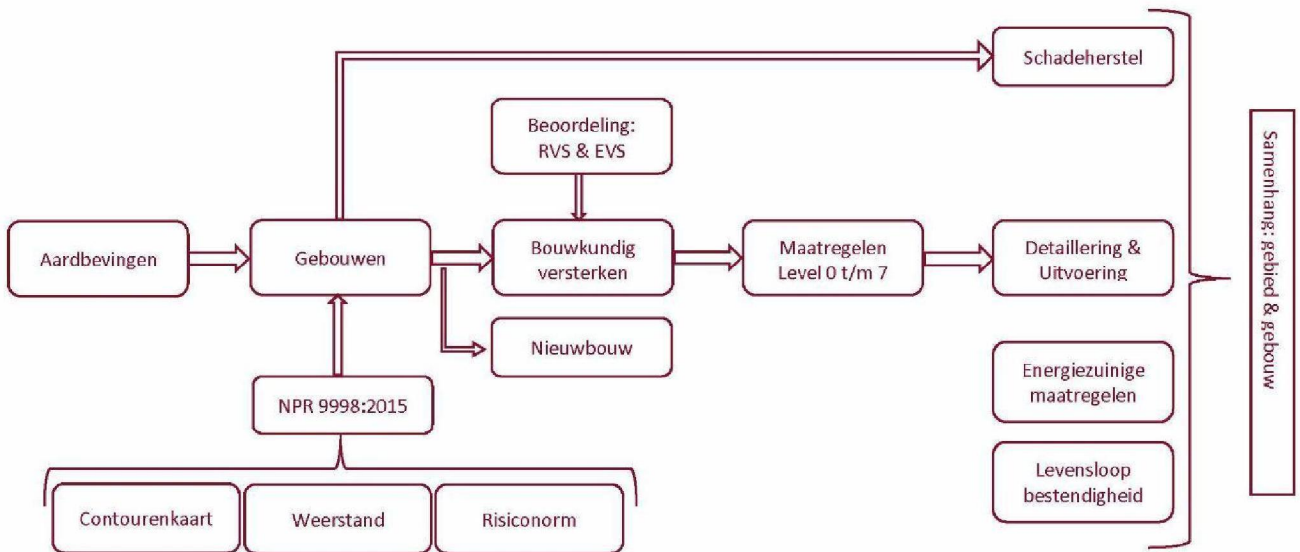 Schadeherstel
Beoordeling:
RVS & EVS
Aardbevingen
Gebouwen
Bouwkundig
versterken
Maatregelen
Level 0 t/m 7
Detaillering &
Uitvoering
Nieuwbouw
NPR 9998:2015
Energiezuinige
maatregelen
Contourenkaart
Weerstand
Risiconorm
Levensloop
bestendigheid
Samenhang: gebied & gebouw